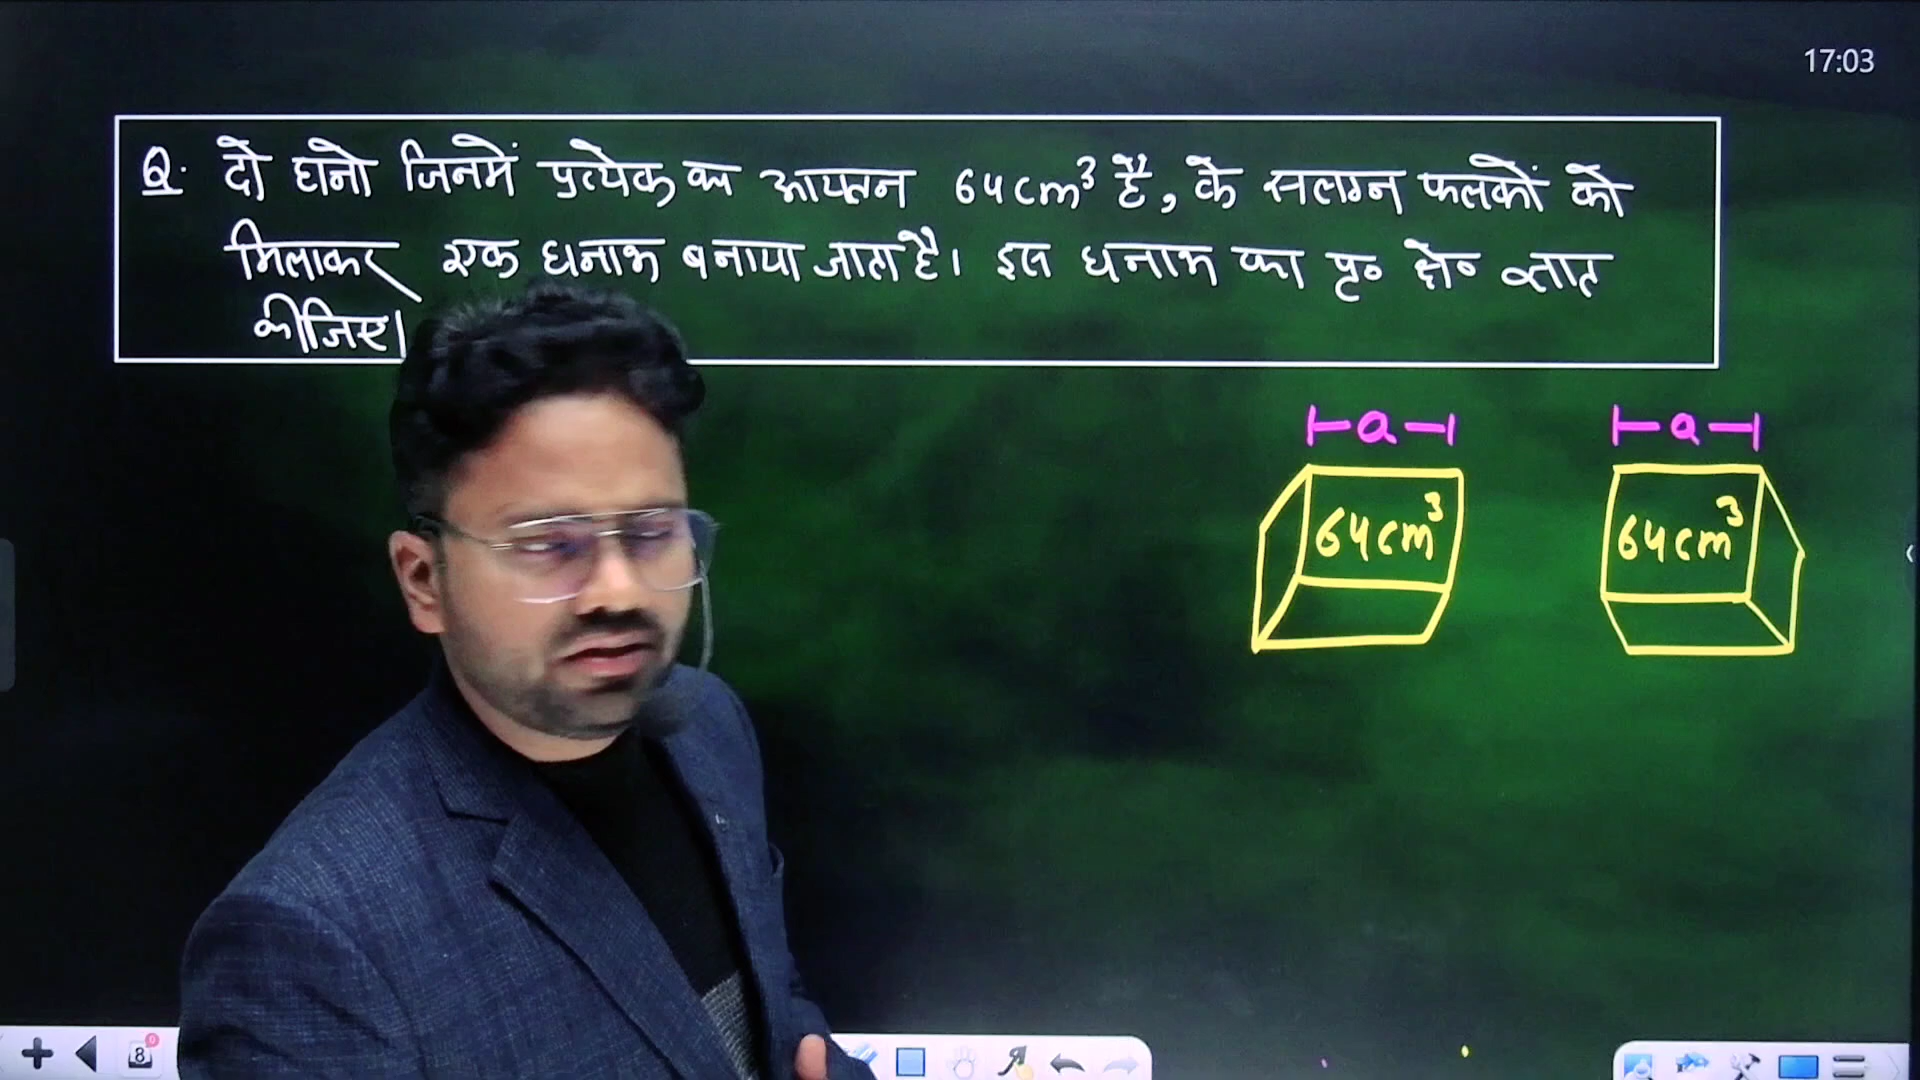 17:03
Q. दो घनो जिनमें प्रत्येक का आयतन 64cm³ है, के संलग्न फलकों को
मिलाकर एक घनाभ बनाया जाता है। इस घनाभ का पृ० क्षे० ज्ञात
कीजिए।
a a
64cm³ 64cm³
8